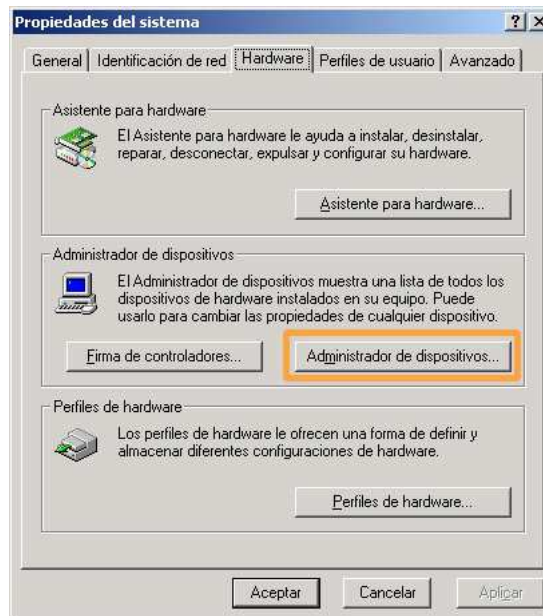 Propiedades del sistema
General Identificación de red Hardware Perfiles de usuario Avanzado
Asistente para hardware
El Asistente para hardware le ayuda a instalar, desinstalar,
reparar, desconectar, expulsar y configurar su hardware.
Asistente para hardware...
Administrador de dispositivos
El Administrador de dispositivos muestra una lista de todos los
dispositivos de hardware instalados en su equipo. Puede
usarlo para cambiar las propiedades de cualquier dispositivo.
Firma de controladores... Administrador de dispositivos...
Perfiles de hardware
Los perfiles de hardware le ofrecen una forma de definir y
almacenar diferentes configuraciones de hardware.
Perfiles de hardware...
Aceptar Cancelar Aplicar